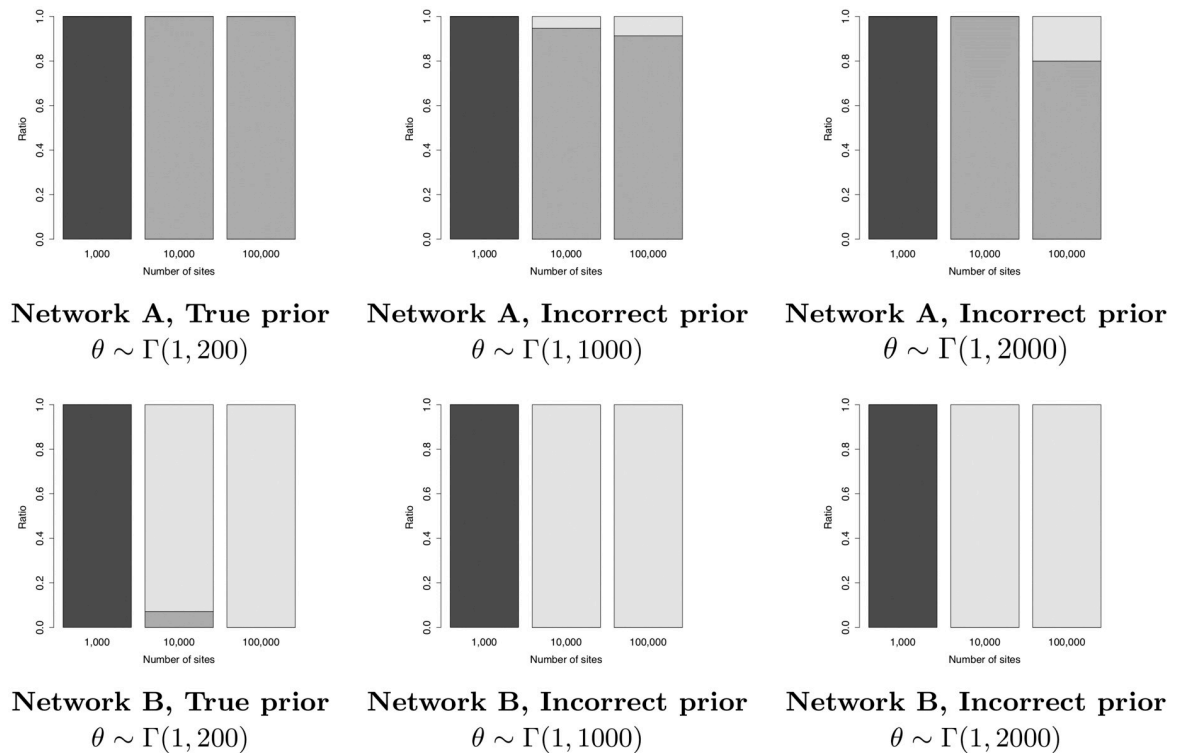 Ratio
0.0 0.2 0.4 0.6 0.8 1.0
1,000 10,000 100,000
Number of sites
Network A, True prior
θ ∼ Γ(1, 200)
Ratio
0.0 0.2 0.4 0.6 0.8 1.0
1,000 10,000 100,000
Number of sites
Network A, Incorrect prior
θ ∼ Γ(1, 1000)
Ratio
0.0 0.2 0.4 0.6 0.8 1.0
1,000 10,000 100,000
Number of sites
Network A, Incorrect prior
θ ∼ Γ(1, 2000)
Ratio
0.0 0.2 0.4 0.6 0.8 1.0
1,000 10,000 100,000
Number of sites
Network B, True prior
θ ∼ Γ(1, 200)
Ratio
0.0 0.2 0.4 0.6 0.8 1.0
1,000 10,000 100,000
Number of sites
Network B, Incorrect prior
θ ∼ Γ(1, 1000)
Ratio
0.0 0.2 0.4 0.6 0.8 1.0
1,000 10,000 100,000
Number of sites
Network B, Incorrect prior
θ ∼ Γ(1, 2000)